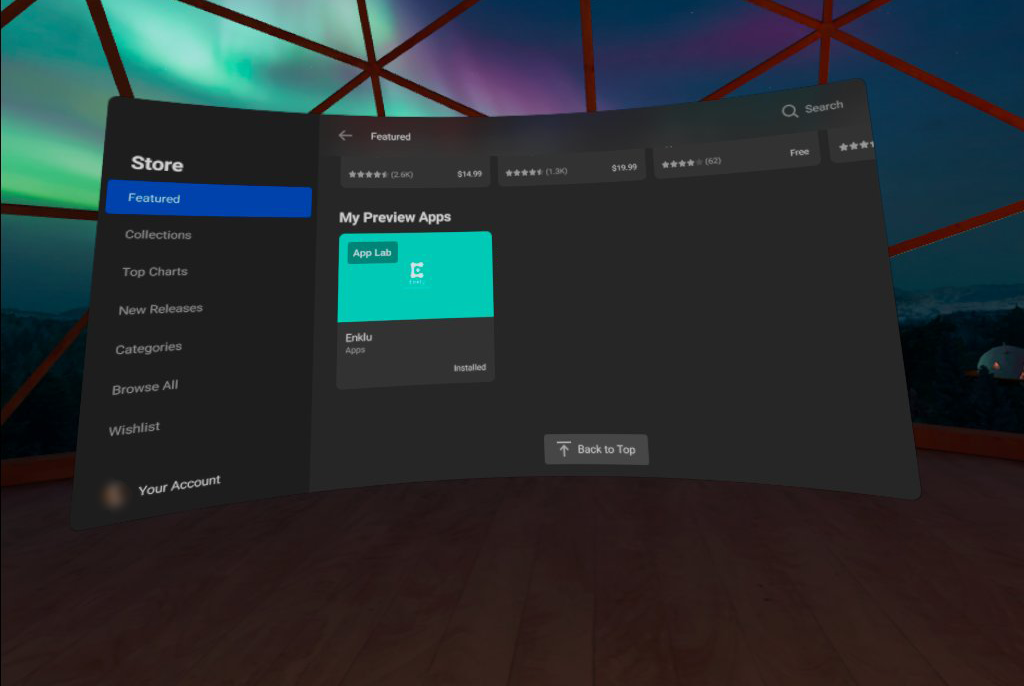 Search
Featured
Store
(2.6K)
$14.99
(1.3K)
$19.99
(62)
Free
Featured
Collections
Top Charts
New Releases
Categories
Browse All
Wishlist
Your Account
My Preview Apps
App Lab
Enklu
Apps
Installed
Back to Top